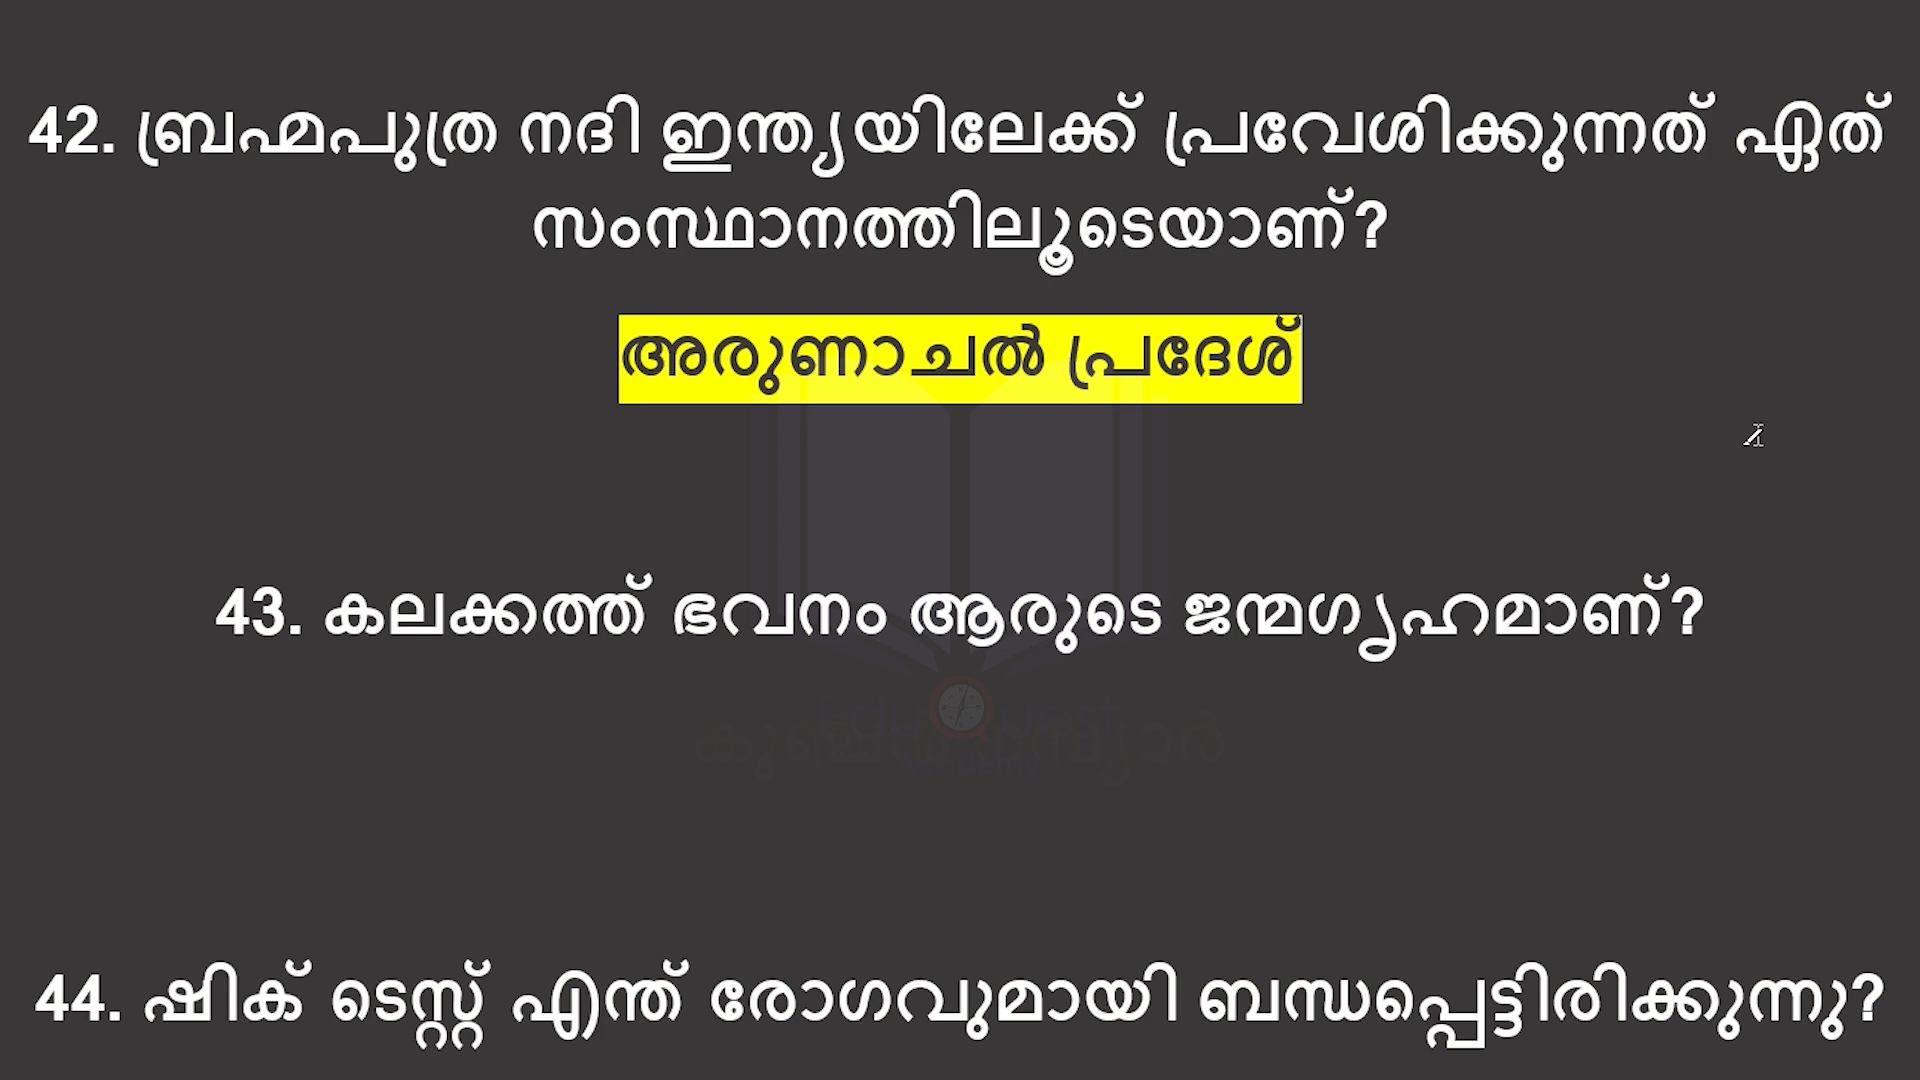 42. ബ്രഹ്മപുത്ര നദി ഇന്ത്യയിലേക്ക് പ്രവേശിക്കുന്നത് ഏത്
സംസ്ഥാനത്തിലൂടെയാണ്?
അരുണാചൽ പ്രദേശ്
43. കലക്കത്ത് ഭവനം ആരുടെ ജന്മഗൃഹമാണ്?
44. ഷിക് ടെസ്റ്റ് എന്ത് രോഗവുമായി ബന്ധപ്പെട്ടിരിക്കുന്നു?